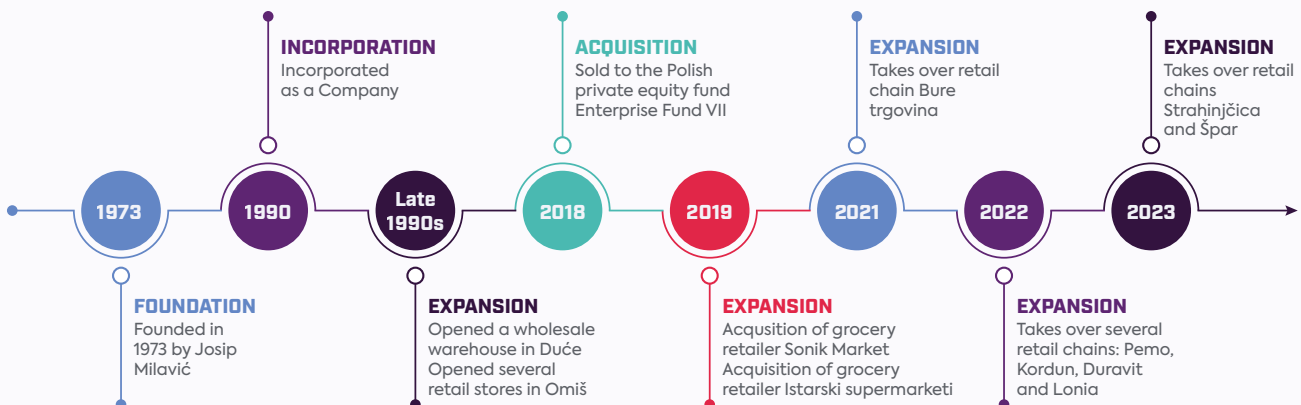 INCORPORATION
Incorporated
as a Company
ACQUISITION
Sold to the Polish
private equity fund
Enterprise Fund VII
EXPANSION
Takes over retail
chain Bure
trgovina
EXPANSION
Takes over retail
chains
Strahinjčica
and Špar
1973
1990
Late
1990s
2018
2019
2021
2022
2023
FOUNDATION
Founded in
1973 by Josip
Milavić
EXPANSION
Opened a wholesale
warehouse in Duće
Opened several
retail stores in Omiš
EXPANSION
Acqusition of grocery
retailer Sonik Market
Acquisition of grocery
retailer Istarski supermarketi
EXPANSION
Takes over several
retail chains: Pemo,
Kordun, Duravit
and Lonia